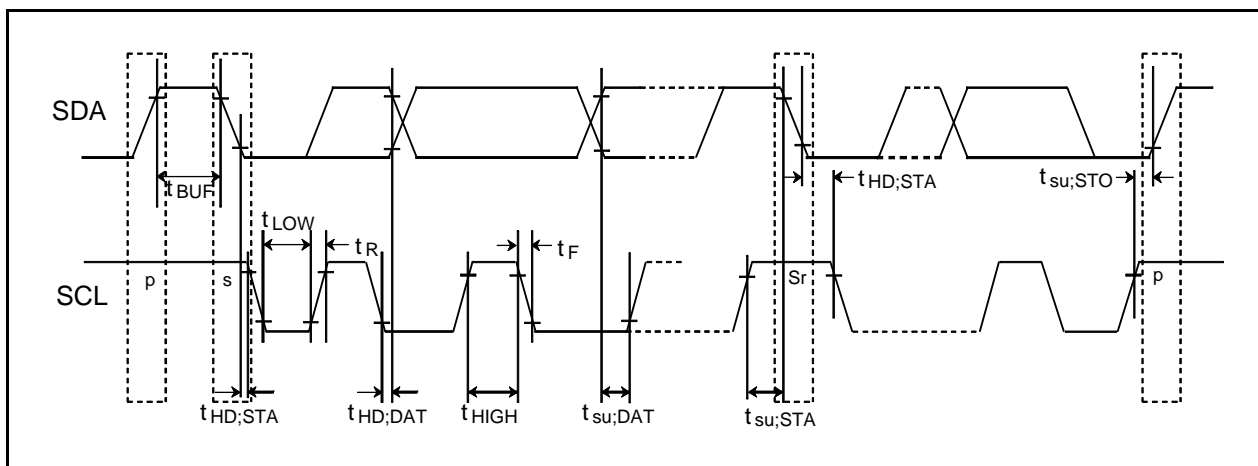 SDA
tBUF
tHD;STA
tsu;STO
tLOW
tR
tF
SCL
p
s
Sr
p
tHD;STA
tHD;DAT
tHIGH
tsu;DAT
tsu;STA